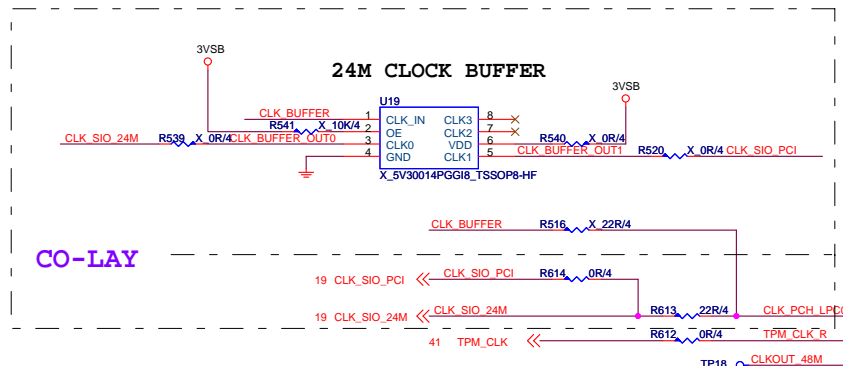 3VSB
24M CLOCK BUFFER
3VSB
U19
CLK_BUFFER 1 CLK_IN CLK3 8
R541 X_10K/4 2 OE CLK2 7
CLK_SIO_24M R539 X_0R/4 CLK_BUFFER_OUT0 3 CLK0 VDD 6 R540 X_0R/4
4 GND CLK1 5 CLK_BUFFER_OUT1 R520 X_0R/4 CLK_SIO_PCI
X_5V30014PGGI8_TSSOP8-HF
CLK_BUFFER R516 X_22R/4
CO-LAY
19 CLK_SIO_PCI CLK_SIO_PCI R614 0R/4
19 CLK_SIO_24M CLK_SIO_24M R613 22R/4 CLK_PCH_LPC0
41 TPM_CLK R612 0R/4 TPM_CLK_R
TP18 CLKOUT_48M